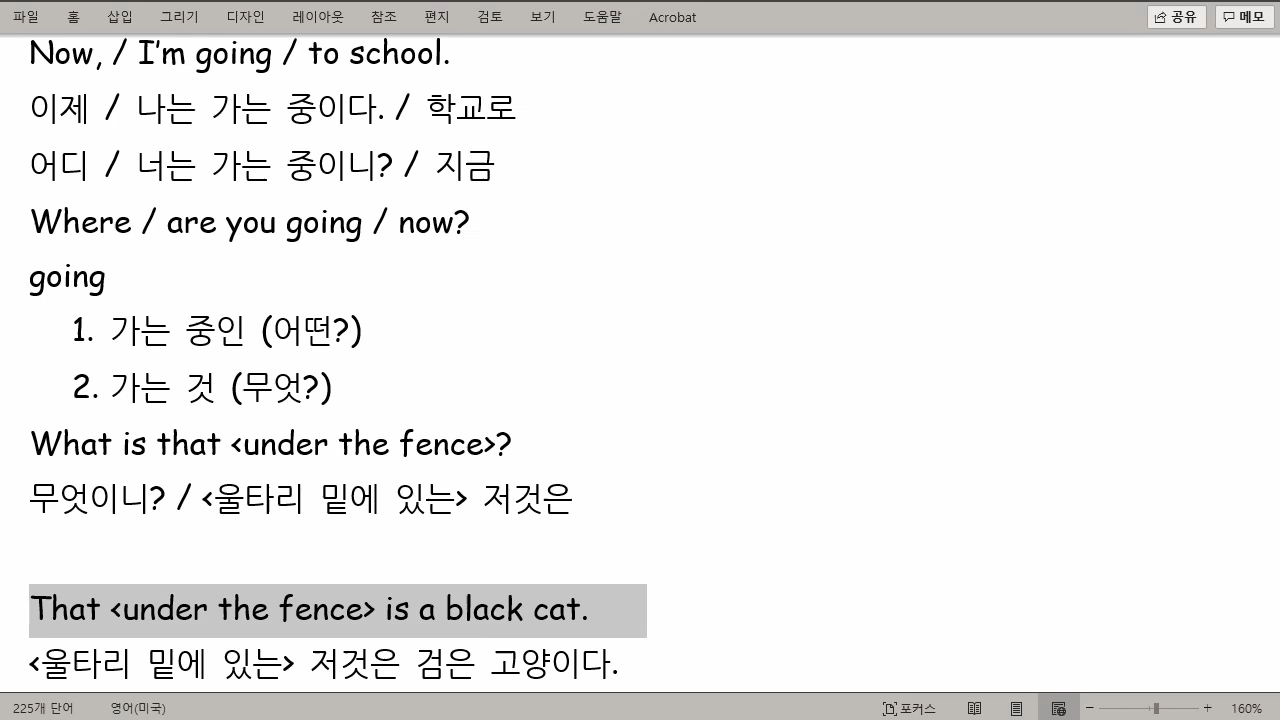 파일 홈 삽입 그리기 디자인 레이아웃 참조 편지 검토 보기 도움말 Acrobat 공유 메모
Now, / I'm going / to school.
이제 / 나는 가는 중이다. / 학교로
어디 / 너는 가는 중이니? / 지금
Where / are you going / now?
going
1. 가는 중인 (어떤?)
2. 가는 것 (무엇?)
What is that <under the fence>?
무엇이니? / <울타리 밑에 있는> 저것은
That <under the fence> is a black cat.
<울타리 밑에 있는> 저것은 검은 고양이다.
225개 단어 영어(미국) 포커스 160%